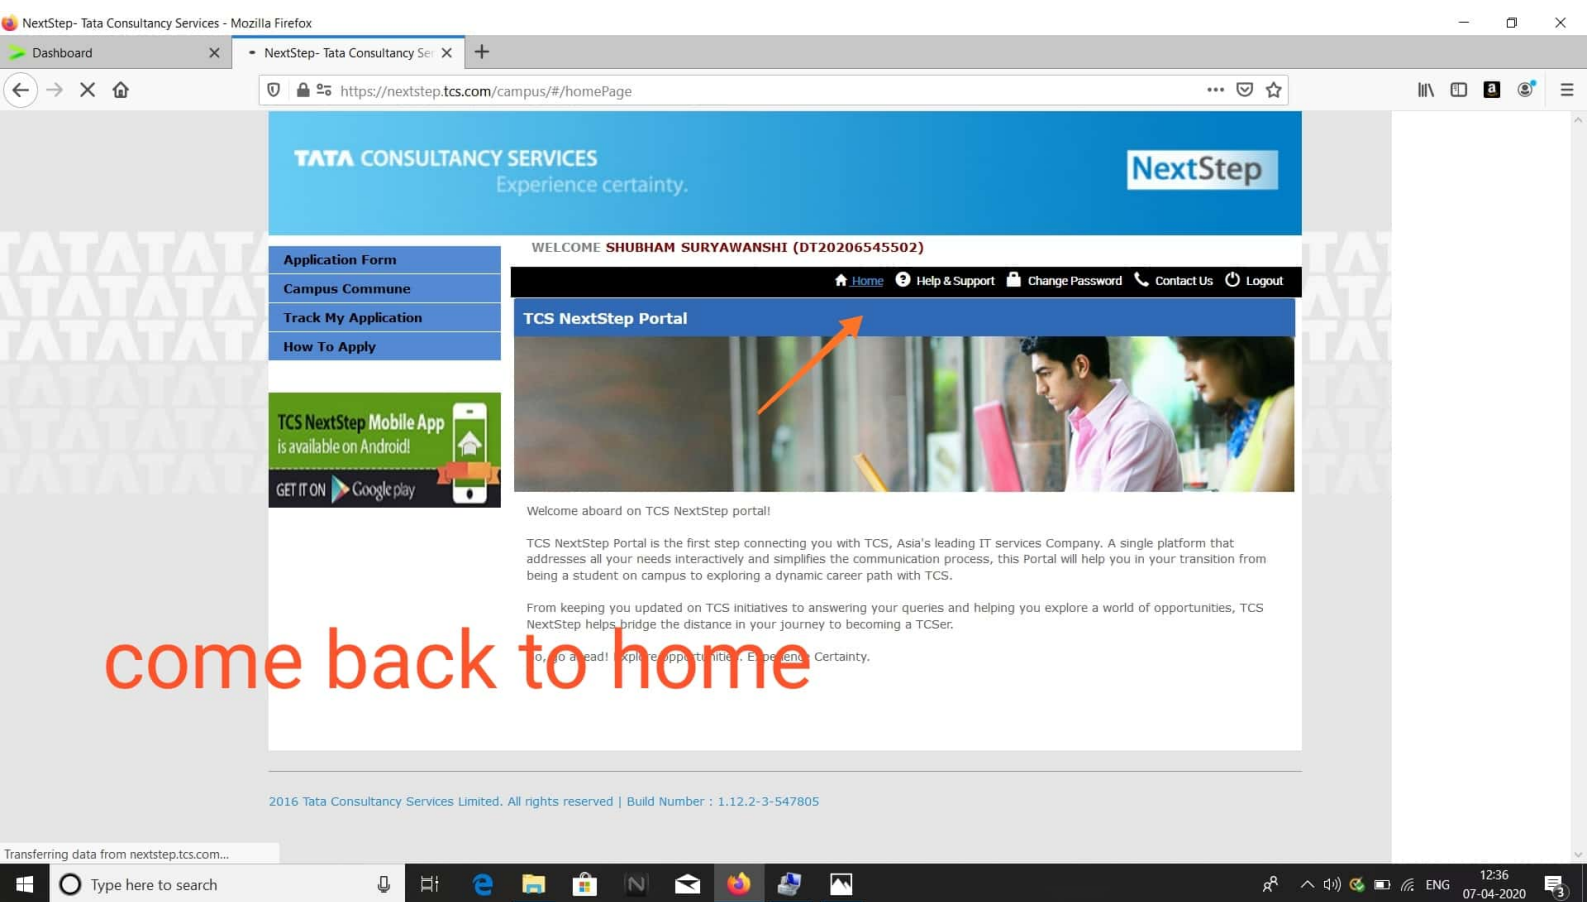 NextStep- Tata Consultancy Services - Mozilla Firefox
Dashboard
NextStep- Tata Consultancy Ser
https://nextstep.tcs.com/campus/#/homePage
TATA CONSULTANCY SERVICES
Experience certainty.
NextStep
WELCOME SHUBHAM SURYAWANSHI (DT20206545502)
Home Help & Support Change Password Contact Us Logout
Application Form
Campus Commune
Track My Application
How To Apply
TCS NextStep Portal
TCS NextStep Mobile App
is available on Android!
GET IT ON Google play
Welcome aboard on TCS NextStep portal!
TCS NextStep Portal is the first step connecting you with TCS, Asia's leading IT services Company. A single platform that
addresses all your needs interactively and simplifies the communication process, this Portal will help you in your transition from
being a student on campus to exploring a dynamic career path with TCS.
From keeping you updated on TCS initiatives to answering your queries and helping you explore a world of opportunities, TCS
NextStep helps bridge the distance in your journey to becoming a TCSer.
come back to home
Certainty.
2016 Tata Consultancy Services Limited. All rights reserved | Build Number : 1.12.2-3-547805
Transferring data from nextstep.tcs.com...
Type here to search
ENG
12:36
07-04-2020
3